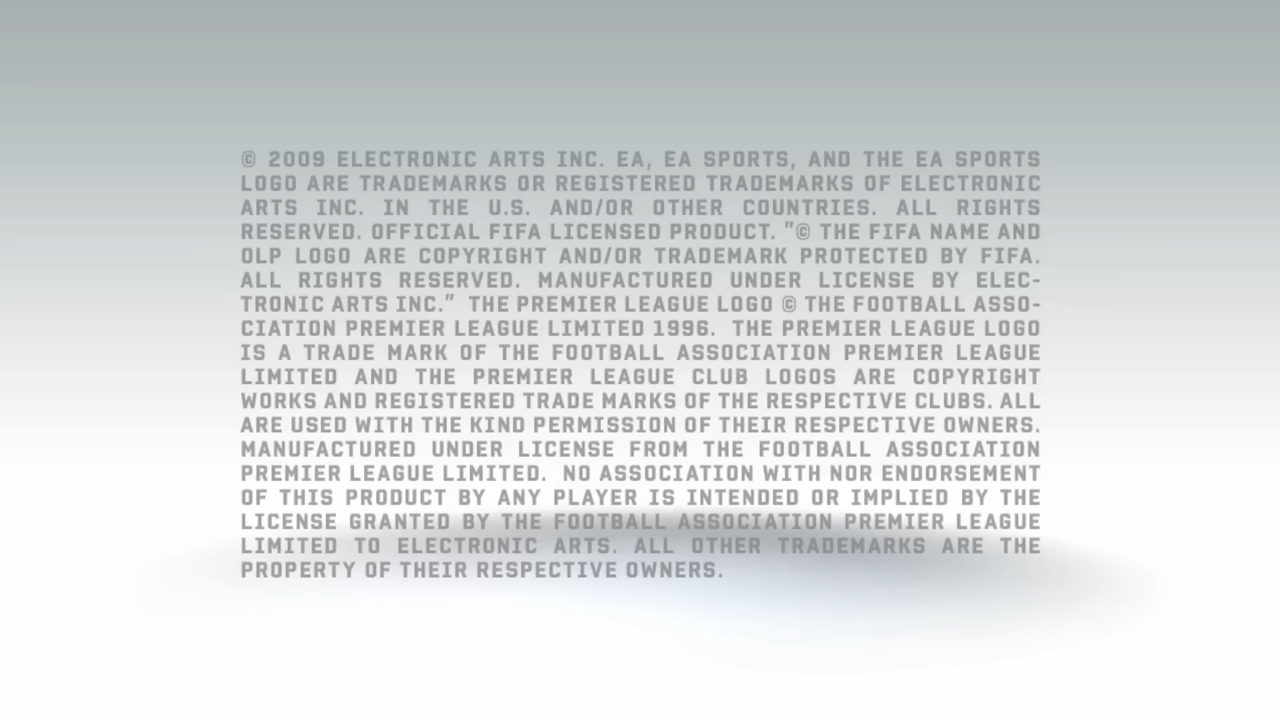 © 2009 ELECTRONIC ARTS INC. EA, EA SPORTS, AND THE EA SPORTS
LOGO ARE TRADEMARKS OR REGISTERED TRADEMARKS OF ELECTRONIC
ARTS INC. IN THE U.S. AND/OR OTHER COUNTRIES. ALL RIGHTS
RESERVED. OFFICIAL FIFA LICENSED PRODUCT. "© THE FIFA NAME AND
OLP LOGO ARE COPYRIGHT AND/OR TRADEMARK PROTECTED BY FIFA.
ALL RIGHTS RESERVED. MANUFACTURED UNDER LICENSE BY ELEC-
TRONIC ARTS INC." THE PREMIER LEAGUE LOGO © THE FOOTBALL ASSO-
CIATION PREMIER LEAGUE LIMITED 1996. THE PREMIER LEAGUE LOGO
IS A TRADE MARK OF THE FOOTBALL ASSOCIATION PREMIER LEAGUE
LIMITED AND THE PREMIER LEAGUE CLUB LOGOS ARE COPYRIGHT
WORKS AND REGISTERED TRADE MARKS OF THE RESPECTIVE CLUBS. ALL
ARE USED WITH THE KIND PERMISSION OF THEIR RESPECTIVE OWNERS.
MANUFACTURED UNDER LICENSE FROM THE FOOTBALL ASSOCIATION
PREMIER LEAGUE LIMITED. NO ASSOCIATION WITH NOR ENDORSEMENT
OF THIS PRODUCT BY ANY PLAYER IS INTENDED OR IMPLIED BY THE
LICENSE GRANTED BY THE FOOTBALL ASSOCIATION PREMIER LEAGUE
LIMITED TO ELECTRONIC ARTS. ALL OTHER TRADEMARKS ARE THE
PROPERTY OF THEIR RESPECTIVE OWNERS.